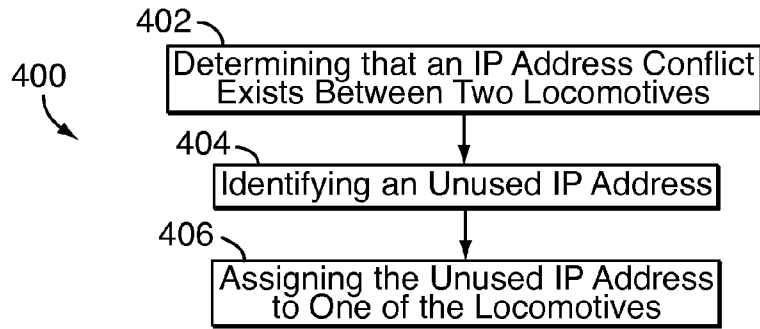 402
Determining that an IP Address Conflict
Exists Between Two Locomotives
400
404
Identifying an Unused IP Address
406
Assigning the Unused IP Address
to One of the Locomotives